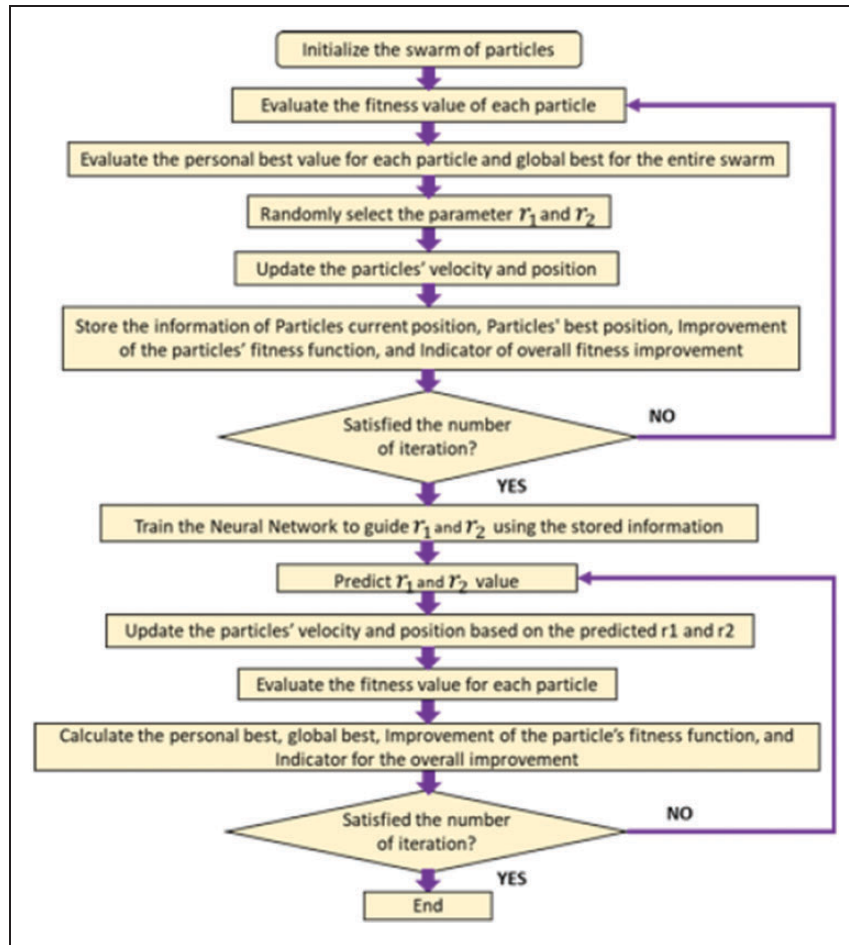 Initialize the swarm of particles
Evaluate the fitness value of each particle
Evaluate the personal best value for each particle and global best for the entire swarm
Randomly select the parameter r₁ and r₂
Update the particles' velocity and position
Store the information of Particles current position, Particles' best position, Improvement
of the particles' fitness function, and Indicator of overall fitness improvement
Satisfied the number
of iteration?
NO
YES
Train the Neural Network to guide r₁ and r₂ using the stored information
Predict r₁ and r₂ value
Update the particles' velocity and position based on the predicted r1 and r2
Evaluate the fitness value for each particle
Calculate the personal best, global best, Improvement of the particle's fitness function, and
Indicator for the overall improvement
Satisfied the number
of iteration?
NO
YES
End